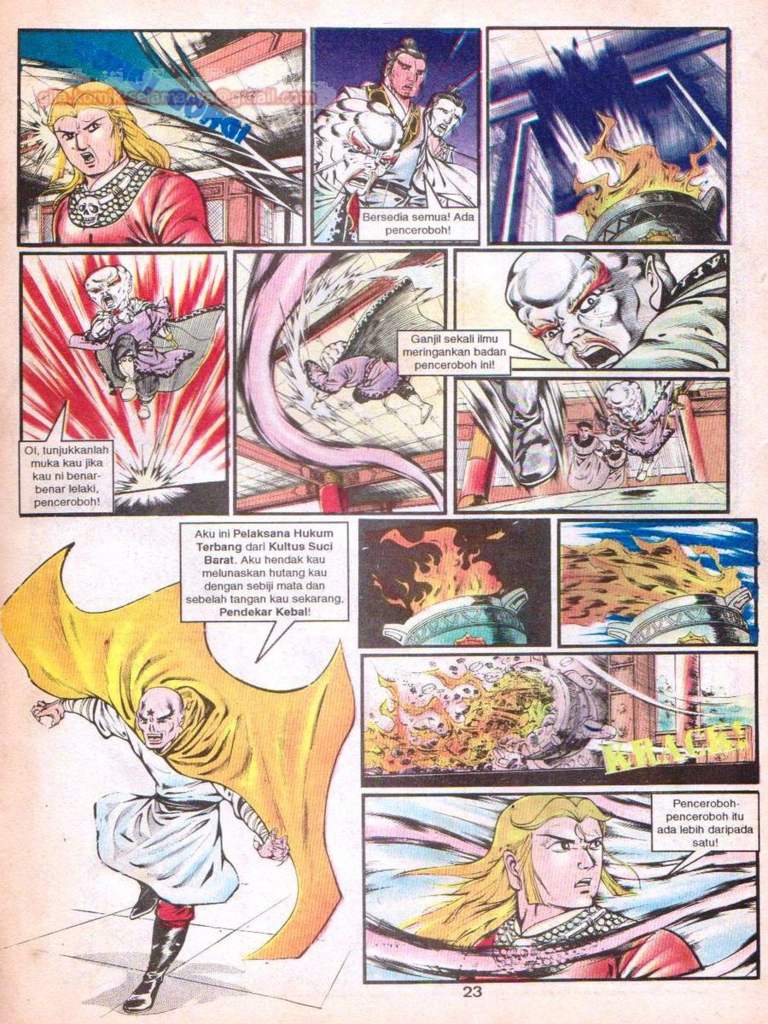 Bersedia semua! Ada
penceroboh!
OI, tunjukkanlah
muka kau jika
kau ni benar-
benar lelaki,
penceroboh!
Ganjil sekali ilmu
meringankan badan
penceroboh ini!
Aku ini Pelaksana Hukum
Terbang dari Kultus Suci
Barat. Aku hendak kau
melunaskan hutang kau
dengan sebiji mata dan
sebelah tangan kau sekarang,
Pendekar Kebal!
KRACK!
Penceroboh-
penceroboh itu
ada lebih daripada
satu!
23